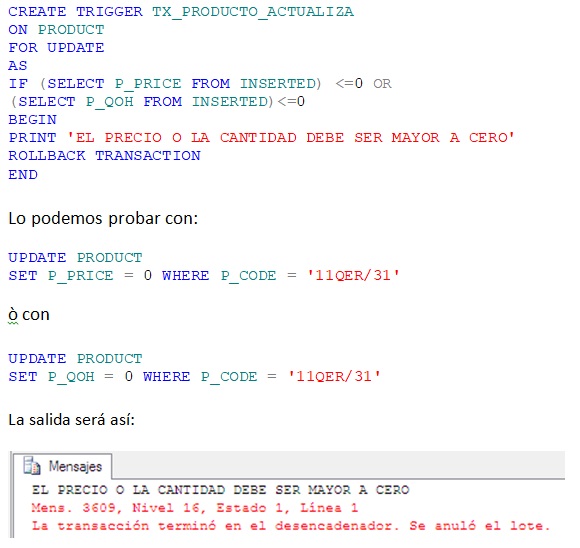 CREATE TRIGGER TX_PRODUCTO_ACTUALIZA
ON PRODUCT
FOR UPDATE
AS
IF (SELECT P_PRICE FROM INSERTED) <=0 OR
(SELECT P_QOH FROM INSERTED)<=0
BEGIN
PRINT 'EL PRECIO O LA CANTIDAD DEBE SER MAYOR A CERO'
ROLLBACK TRANSACTION
END
Lo podemos probar con:
UPDATE PRODUCT
SET P_PRICE = 0 WHERE P_CODE = '11QER/31'
ò con
UPDATE PRODUCT
SET P_QOH = 0 WHERE P_CODE = '11QER/31'
La salida será así:
Mensajes
EL PRECIO O LA CANTIDAD DEBE SER MAYOR A CERO
Mens. 3609, Nivel 16, Estado 1, Línea 1
La transacción terminó en el desencadenador. Se anuló el lote.